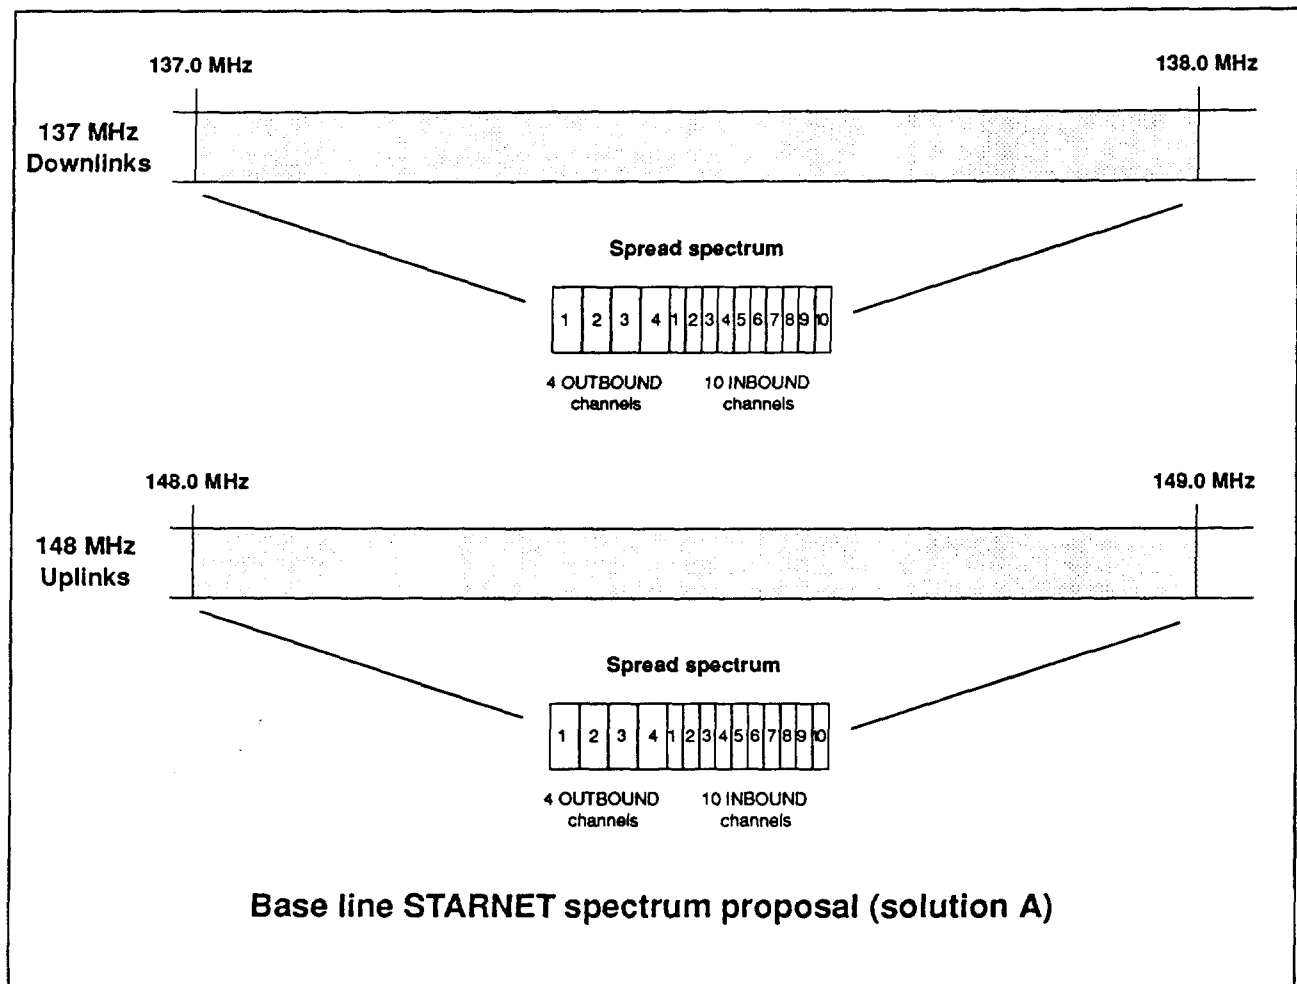 137.0 MHz 138.0 MHz
137 MHz
Downlinks
Spread spectrum
1 2 3 4 1 2 3 4 5 6 7 8 9 10
4 OUTBOUND
channels
10 INBOUND
channels
148.0 MHz 149.0 MHz
148 MHz
Uplinks
Spread spectrum
1 2 3 4 1 2 3 4 5 6 7 8 9 10
4 OUTBOUND
channels
10 INBOUND
channels
Base line STARNET spectrum proposal (solution A)